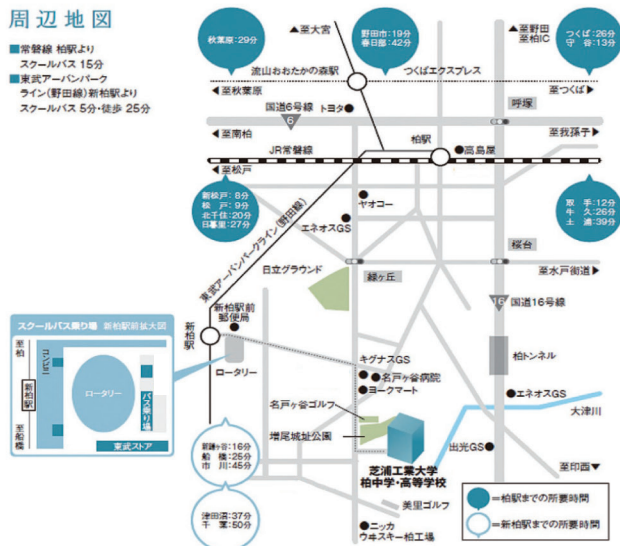 周辺地図
■常磐線 柏駅より
スクールバス 15分
■東武アーバンパーク
ライン(野田線)新柏駅より
スクールバス 5分・徒歩 25分
秋葉原:29分
▲至大宮
野田市:19分
春日部:42分
▲至野田
至柏IC
つくば:26分
守谷:13分
流山おおたかの森駅
つくばエクスプレス
◀至秋葉原
至つくば▶
国道6号線
トヨタ●
呼塚
6
◀至南柏
柏駅
至我孫子▶
JR常磐線
●高島屋
◀至松戸
新松戸:8分
松戸:9分
北千住:20分
日暮里:27分
ヤオコー
取手:12分
牛久:26分
土浦:39分
エネオスGS
東武アーバンパークライン(野田線)
桜台
日立グラウンド
緑ヶ丘
至水戸街道▶
16
国道16号線
スクールバス乗り場 新柏駅前拡大図
新柏駅前
郵便局
新柏駅
至柏
コンビニ
ロータリー
バス乗り場
新柏駅
至船橋
東武ストア
ロータリー
キグナスGS
柏トンネル
●名戸ヶ谷病院
●ヨークマート
●エネオスGS
名戸ヶ谷ゴルフ
大津川
増尾城址公園
新鎌ヶ谷:16分
船橋:25分
市川:45分
芝浦工業大学
柏中学・高等学校
出光GS●
至印西▼
津田沼:37分
千葉:50分
美里ゴルフ
●ニッカ
ウヰスキー柏工場
=柏駅までの所要時間
=新柏駅までの所要時間